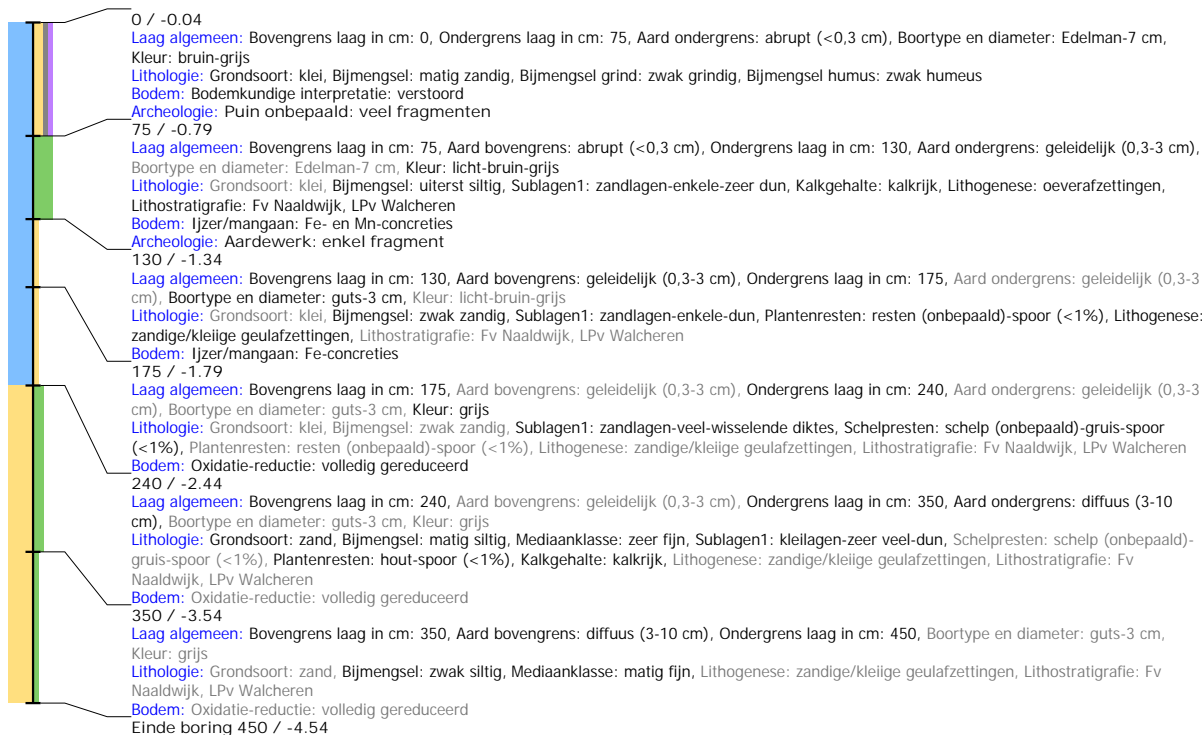 0 / -0.04
Laag algemeen: Bovengrens laag in cm: 0, Ondergrens laag in cm: 75, Aard ondergrens: abrupt (<0,3 cm), Boortype en diameter: Edelman-7 cm,
Kleur: bruin-grijs
Lithologie: Grondsoort: klei, Bijmengsel: matig zandig, Bijmengsel grind: zwak grindig, Bijmengsel humus: zwak humeus
Bodem: Bodemkundige interpretatie: verstoord
Archeologie: Puin onbepaald: veel fragmenten
75 / -0.79
Laag algemeen: Bovengrens laag in cm: 75, Aard bovengrens: abrupt (<0,3 cm), Ondergrens laag in cm: 130, Aard ondergrens: geleidelijk (0,3-3 cm),
Boortype en diameter: Edelman-7 cm, Kleur: licht-bruin-grijs
Lithologie: Grondsoort: klei, Bijmengsel: uiterst siltig, Sublagen1: zandlagen-enkele-zeer dun, Kalkgehalte: kalkrijk, Lithogenese: oeverafzettingen,
Lithostratigrafie: Fv Naaldwijk, LPv Walcheren
Bodem: Ijzer/mangaan: Fe- en Mn-concreties
Archeologie: Aardewerk: enkel fragment
130 / -1.34
Laag algemeen: Bovengrens laag in cm: 130, Aard bovengrens: geleidelijk (0,3-3 cm), Ondergrens laag in cm: 175, Aard ondergrens: geleidelijk (0,3-3
cm), Boortype en diameter: guts-3 cm, Kleur: licht-bruin-grijs
Lithologie: Grondsoort: klei, Bijmengsel: zwak zandig, Sublagen1: zandlagen-enkele-dun, Plantenresten: resten (onbepaald)-spoor (<1%), Lithogenese:
zandige/kleiige geulafzettingen, Lithostratigrafie: Fv Naaldwijk, LPv Walcheren
Bodem: Ijzer/mangaan: Fe-concreties
175 / -1.79
Laag algemeen: Bovengrens laag in cm: 175, Aard bovengrens: geleidelijk (0,3-3 cm), Ondergrens laag in cm: 240, Aard ondergrens: geleidelijk (0,3-3
cm), Boortype en diameter: guts-3 cm, Kleur: grijs
Lithologie: Grondsoort: klei, Bijmengsel: zwak zandig, Sublagen1: zandlagen-veel-wisselende diktes, Schelpresten: schelp (onbepaald)-gruis-spoor
(<1%), Plantenresten: resten (onbepaald)-spoor (<1%), Lithogenese: zandige/kleiige geulafzettingen, Lithostratigrafie: Fv Naaldwijk, LPv Walcheren
Bodem: Oxidatie-reductie: volledig gereduceerd
240 / -2.44
Laag algemeen: Bovengrens laag in cm: 240, Aard bovengrens: geleidelijk (0,3-3 cm), Ondergrens laag in cm: 350, Aard ondergrens: diffuus (3-10
cm), Boortype en diameter: guts-3 cm, Kleur: grijs
Lithologie: Grondsoort: zand, Bijmengsel: matig siltig, Mediaanklasse: zeer fijn, Sublagen1: kleilagen-zeer veel-dun, Schelpresten: schelp (onbepaald)-
gruis-spoor (<1%), Plantenresten: hout-spoor (<1%), Kalkgehalte: kalkrijk, Lithogenese: zandige/kleiige geulafzettingen, Lithostratigrafie: Fv
Naaldwijk, LPv Walcheren
Bodem: Oxidatie-reductie: volledig gereduceerd
350 / -3.54
Laag algemeen: Bovengrens laag in cm: 350, Aard bovengrens: diffuus (3-10 cm), Ondergrens laag in cm: 450, Boortype en diameter: guts-3 cm,
Kleur: grijs
Lithologie: Grondsoort: zand, Bijmengsel: zwak siltig, Mediaanklasse: matig fijn, Lithogenese: zandige/kleiige geulafzettingen, Lithostratigrafie: Fv
Naaldwijk, LPv Walcheren
Bodem: Oxidatie-reductie: volledig gereduceerd
Einde boring 450 / -4.54